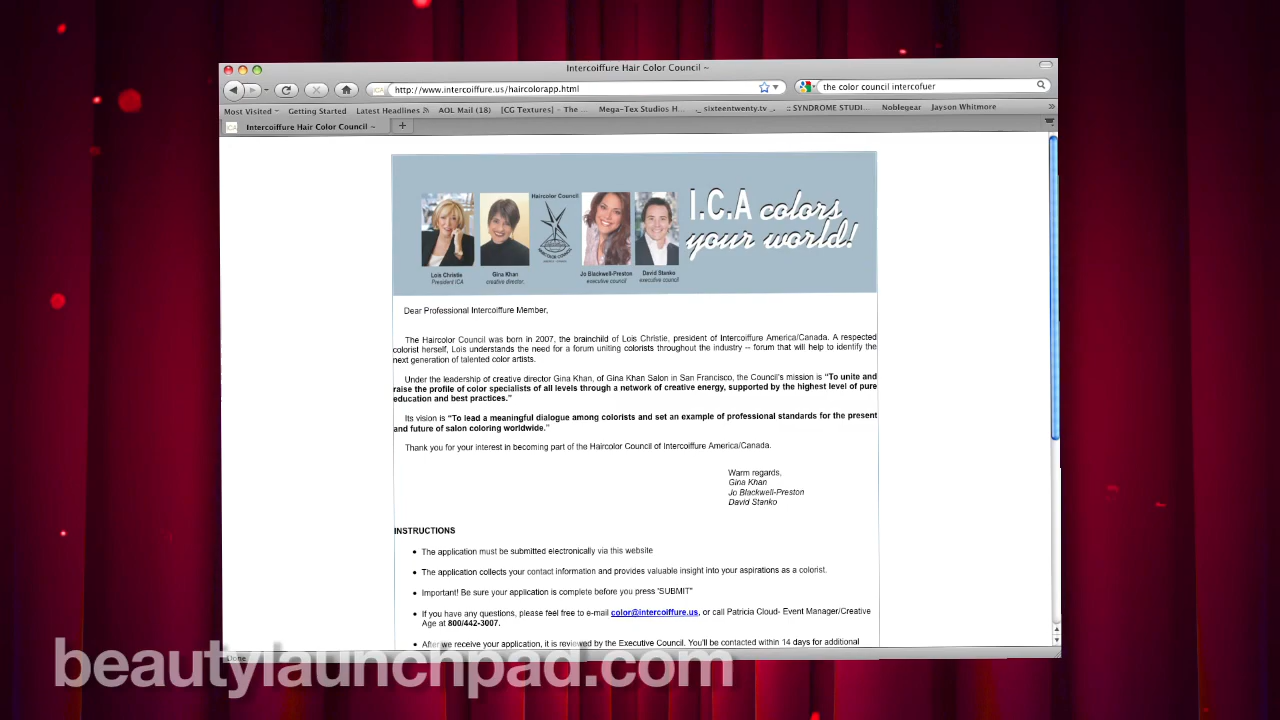 Intercoiffure Hair Color Council ~
http://www.intercoiffure.us/haircolorapp.html
the color council intercofuer
Most Visited
Getting Started
Latest Headlines
AOL Mail (18)
[CG Textures] - The ...
Mega-Tex Studios H...
._ sixteentwenty.tv _.
:: SYNDROME STUDI...
Noblegear
Jayson Whitmore
ICA
Intercoiffure Hair Color Council ~
Haircolor Council
I.C.A colors
your world!
Lois Christie
President ICA
Gina Khan
creative director
Jo Blackwell-Preston
executive council
David Stanko
executive council
Dear Professional Intercoiffure Member,
The Haircolor Council was born in 2007, the brainchild of Lois Christie, president of Intercoiffure America/Canada. A respected
colorist herself, Lois understands the need for a forum uniting colorists throughout the industry -- forum that will help to identify the
next generation of talented color artists.
Under the leadership of creative director Gina Khan, of Gina Khan Salon in San Francisco, the Council's mission is "To unite and
raise the profile of color specialists of all levels through a network of creative energy, supported by the highest level of pure
education and best practices."
Its vision is "To lead a meaningful dialogue among colorists and set an example of professional standards for the present
and future of salon coloring worldwide."
Thank you for your interest in becoming part of the Haircolor Council of Intercoiffure America/Canada.
Warm regards,
Gina Khan
Jo Blackwell-Preston
David Stanko
INSTRUCTIONS
• The application must be submitted electronically via this website
• The application collects your contact information and provides valuable insight into your aspirations as a colorist.
• Important! Be sure your application is complete before you press "SUBMIT"
• If you have any questions, please feel free to e-mail color@intercoiffure.us, or call Patricia Cloud- Event Manager/Creative
Age at 800/442-3007.
• After we receive your application, it is reviewed by the Executive Council. You'll be contacted within 14 days for additional
Done
beautylaunchpad.com